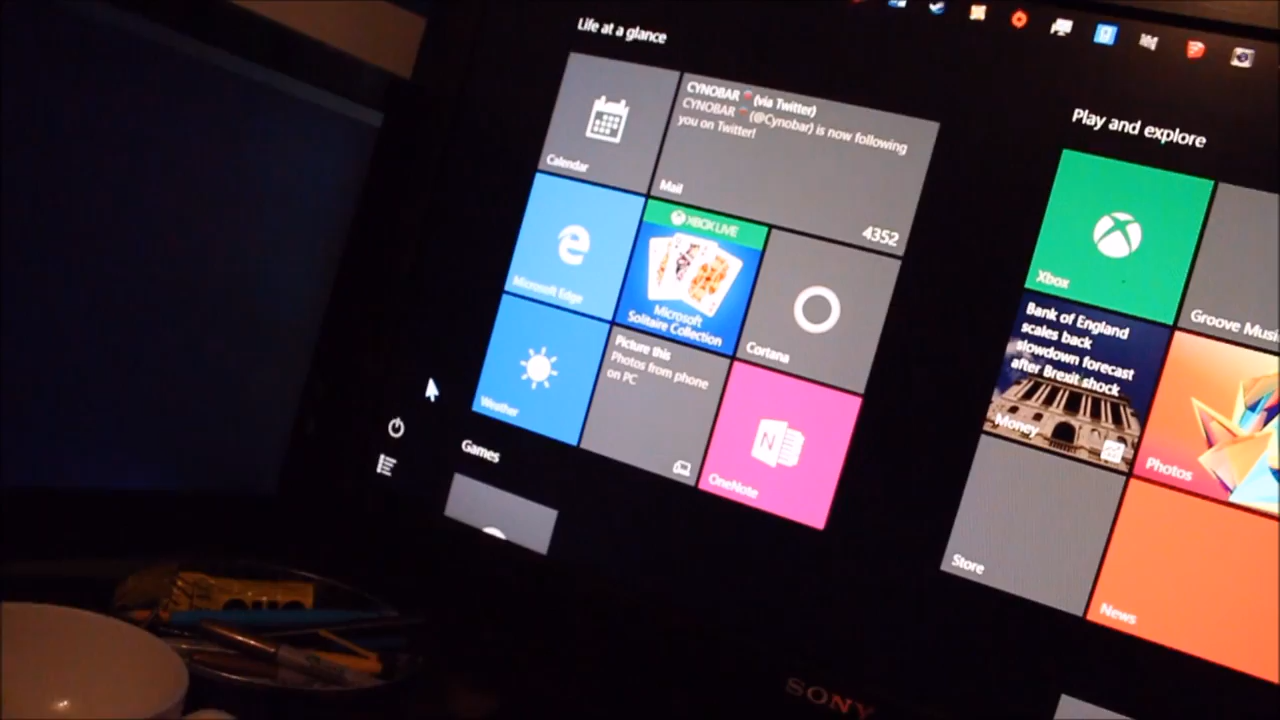 Life at a glance
Calendar
CYNOBAR (via Twitter)
CYNOBAR (@Cynobar) is now following
you on Twitter!
Mail
4352
Microsoft Edge
XBOX LIVE
Microsoft
Solitaire Collection
Cortana
Weather
Picture this
Photos from phone
on PC
N
OneNote
Games
Play and explore
Xbox
Groove Musi
Bank of England
scales back
slowdown forecast
after Brexit shock
Money
Photos
Store
News
SONY